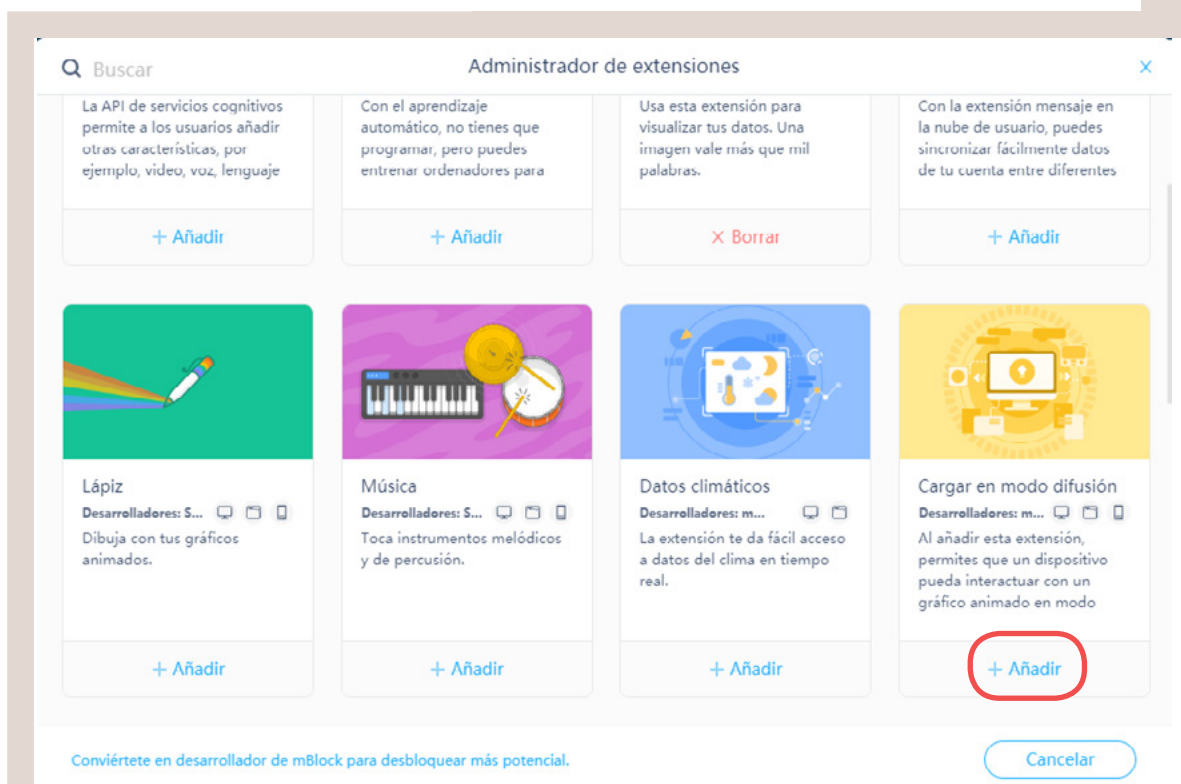 Buscar
Administrador de extensiones
La API de servicios cognitivos
permite a los usuarios añadir
otras características, por
ejemplo, video, voz, lenguaje
+ Añadir
Con el aprendizaje
automático, no tienes que
programar, pero puedes
entrenar ordenadores para
+ Añadir
Usa esta extensión para
visualizar tus datos. Una
imagen vale más que mil
palabras.
× Borrar
Con la extensión mensaje en
la nube de usuario, puedes
sincronizar fácilmente datos
de tu cuenta entre diferentes
+ Añadir
Lápiz
Desarrolladores: S...
Dibuja con tus gráficos
animados.
+ Añadir
Música
Desarrolladores: S...
Toca instrumentos melódicos
y de percusión.
+ Añadir
Datos climáticos
Desarrolladores: m...
La extensión te da fácil acceso
a datos del clima en tiempo
real.
+ Añadir
Cargar en modo difusión
Desarrolladores: m...
Al añadir esta extensión,
permites que un dispositivo
pueda interactuar con un
gráfico animado en modo
+ Añadir
Conviértete en desarrollador de mBlock para desbloquear más potencial.
Cancelar